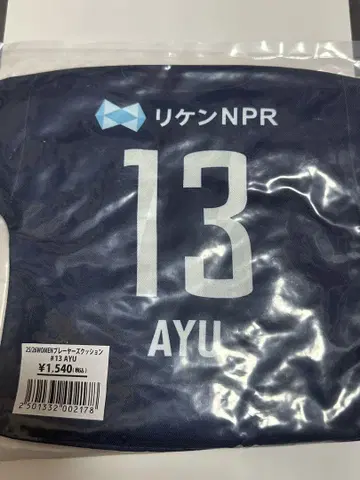 リケンNPR
13
AYU
25/26WOMENプレーヤーズクッション
#13 AYU
¥1,540(税込)
2501332002178